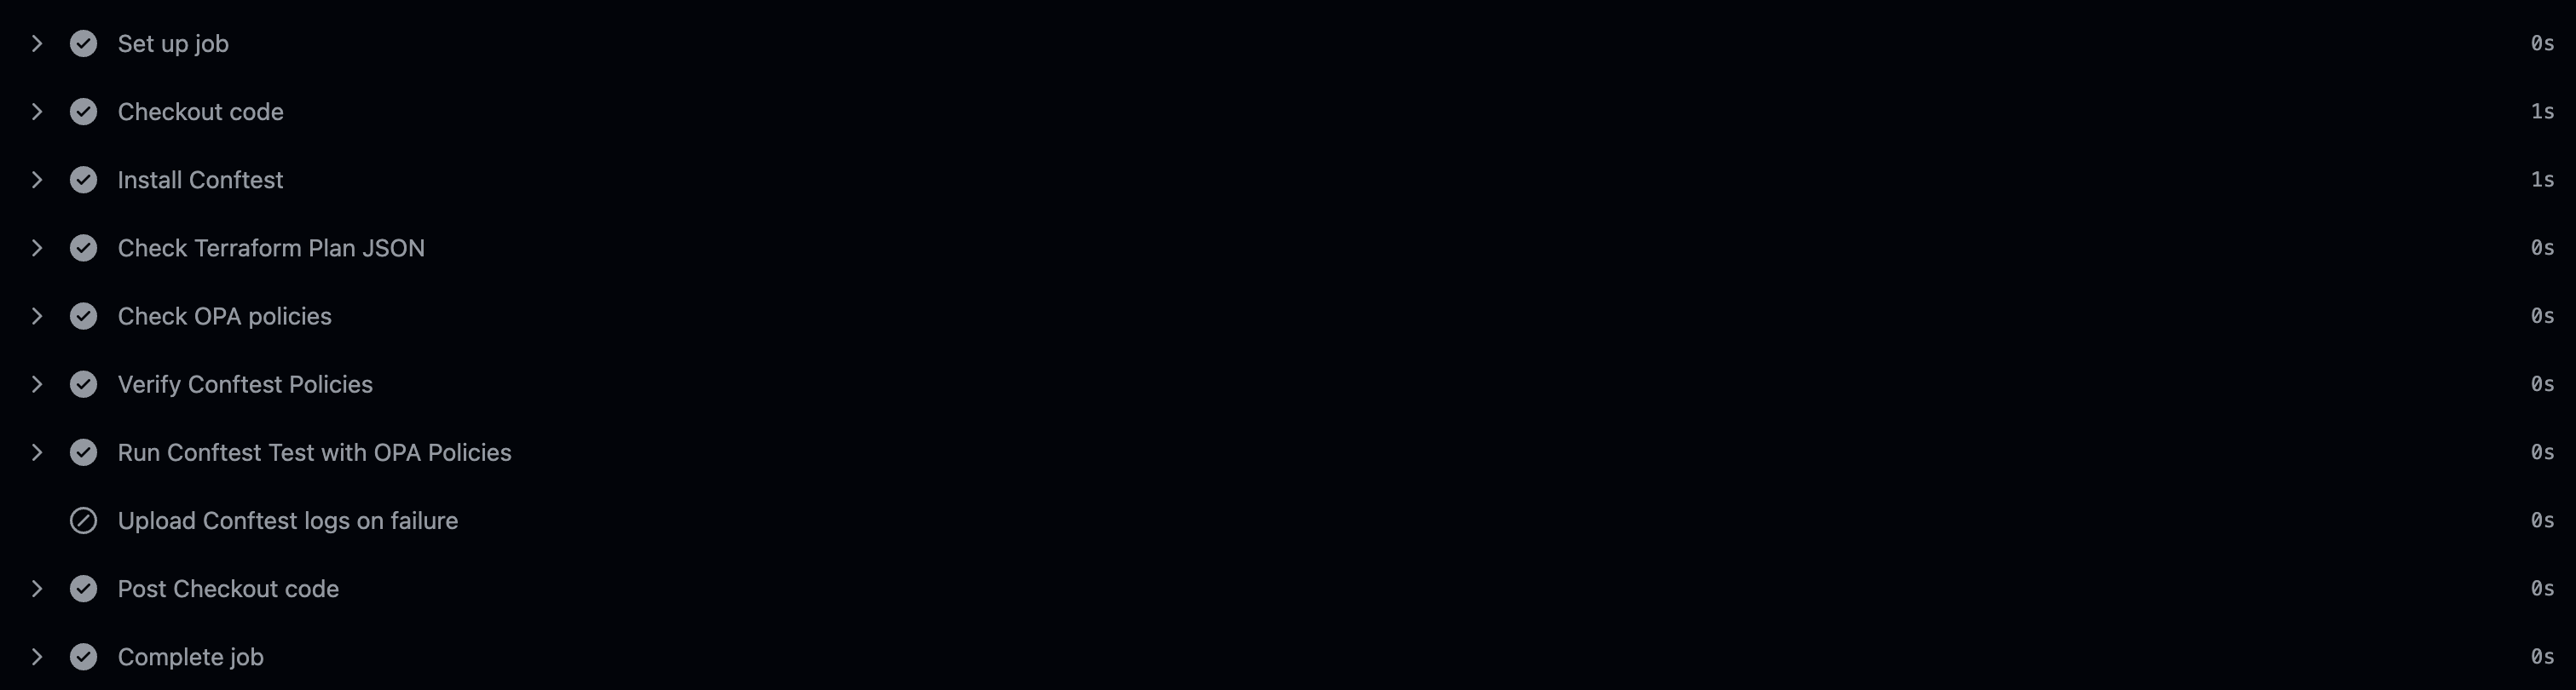 Set up job 0s
Checkout code 1s
Install Conftest 1s
Check Terraform Plan JSON 0s
Check OPA policies 0s
Verify Conftest Policies 0s
Run Conftest Test with OPA Policies 0s
Upload Conftest logs on failure 0s
Post Checkout code 0s
Complete job 0s